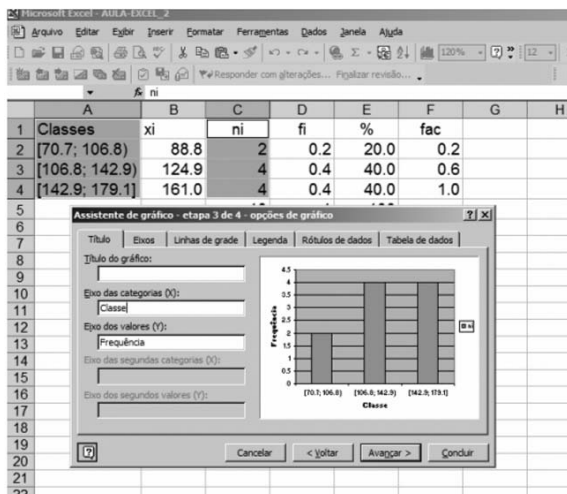 Microsoft Excel - AULA-EXCEL_2
Arquivo Editar Exibir Inserir Formatar Ferramentas Dados Janela Ajuda
120% 12
Responder com alterações... Finalizar revisão...
fx ni
A B C D E F G H
1 Classes xi ni fi % fac
2 [70.7; 106.8) 88.8 2 0.2 20.0 0.2
3 [106.8; 142.9) 124.9 4 0.4 40.0 0.6
4 [142.9; 179.1] 161.0 4 0.4 40.0 1.0
5
6
7
8
9
10
11
12
13
14
15
16
17
18
19
20
21
Assistente de gráfico - etapa 3 de 4 - opções de gráfico
Título Eixos Linhas de grade Legenda Rótulos de dados Tabela de dados
Título do gráfico:
Eixo das categorias (X):
Classe
Eixo dos valores (Y):
Frequência
Eixo das segundas categorias (X):
Eixo dos segundos valores (Y):
4.5
4
3.5
3
2.5
2
1.5
1
0.5
0
Frequência
[70.7; 106.8) [106.8; 142.9) [142.9; 179.1]
Classe
ni
Cancelar < Voltar Avançar > Concluir